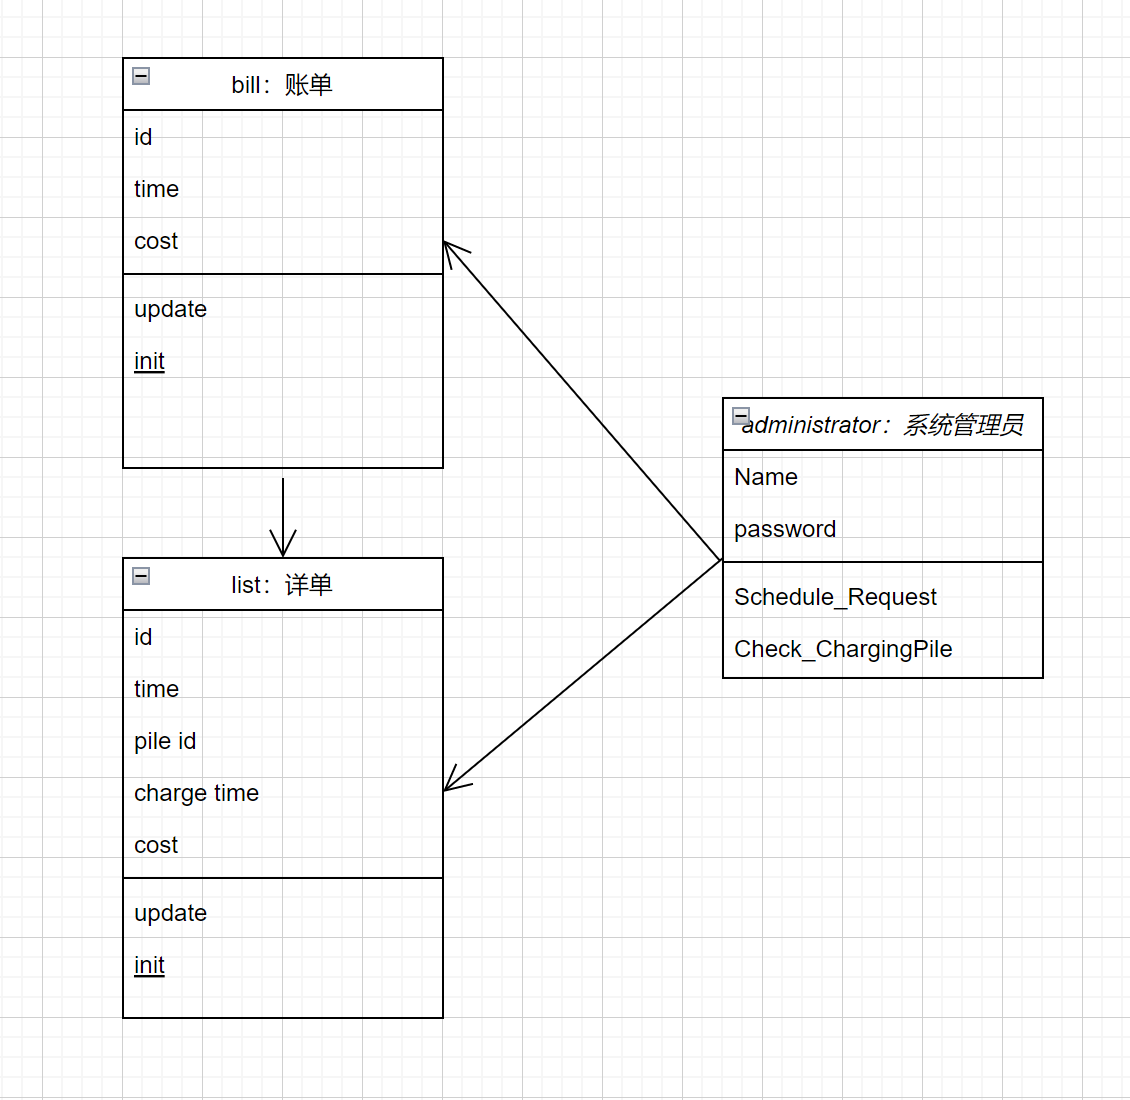 bill：账单
id
time
cost
update
init
list：详单
id
time
pile id
charge time
cost
update
init
administrator：系统管理员
Name
password
Schedule_Request
Check_ChargingPile